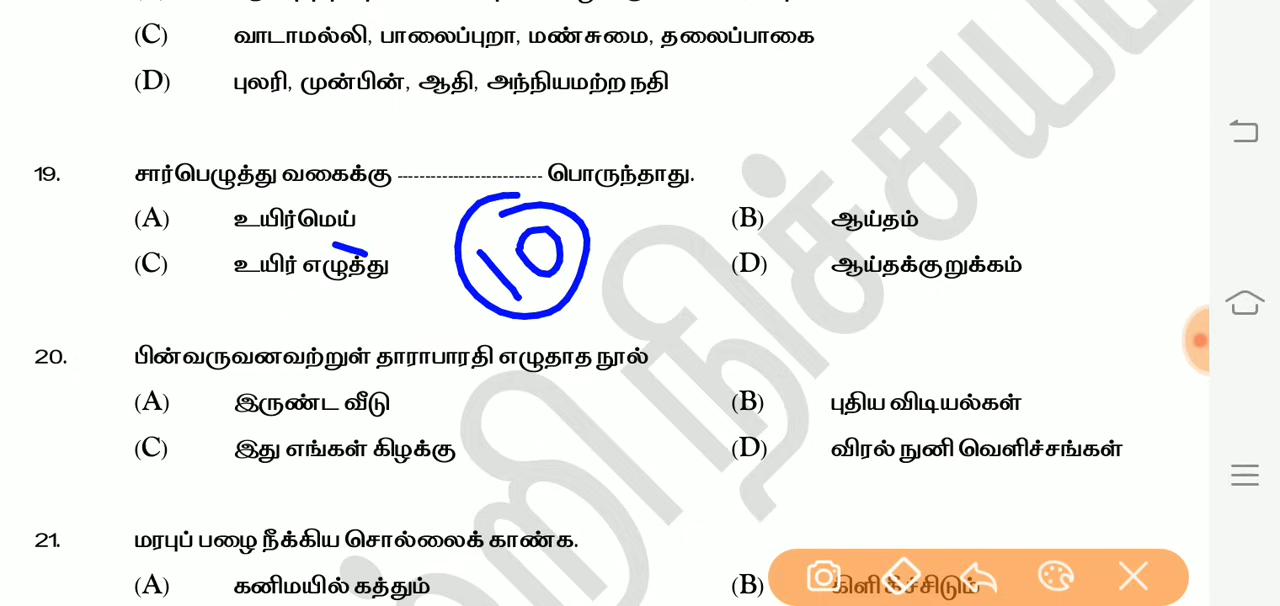 (C) வாடாமல்லி, பாலைப்புறா, மண்சுமை, தலைப்பாகை
(D) புலரி, முன்பின், ஆதி, அந்நியமற்ற நதி
19. சார்பெழுத்து வகைக்கு -------------------------- பொருந்தாது.
(A) உயிர்மெய் (B) ஆய்தம்
10
(C) உயிர் எழுத்து (D) ஆய்தக்குறுக்கம்
20. பின்வருவனவற்றுள் தாராபாரதி எழுதாத நூல்
(A) இருண்ட வீடு (B) புதிய விடியல்கள்
(C) இது எங்கள் கிழக்கு (D) விரல் நுனி வெளிச்சங்கள்
21. மரபுப் பழை நீக்கிய சொல்லைக் காண்க.
(A) கனிமயில் கத்தும் (B) கிளி கீச்சிடும்